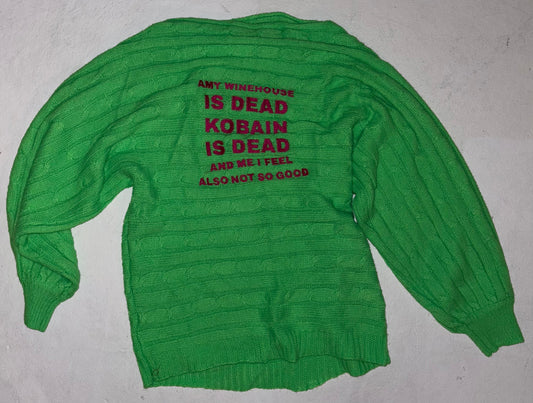 AMY WINEHOUSE
IS DEAD
KOBAIN
IS DEAD
AND ME I FEEL
ALSO NOT SO GOOD